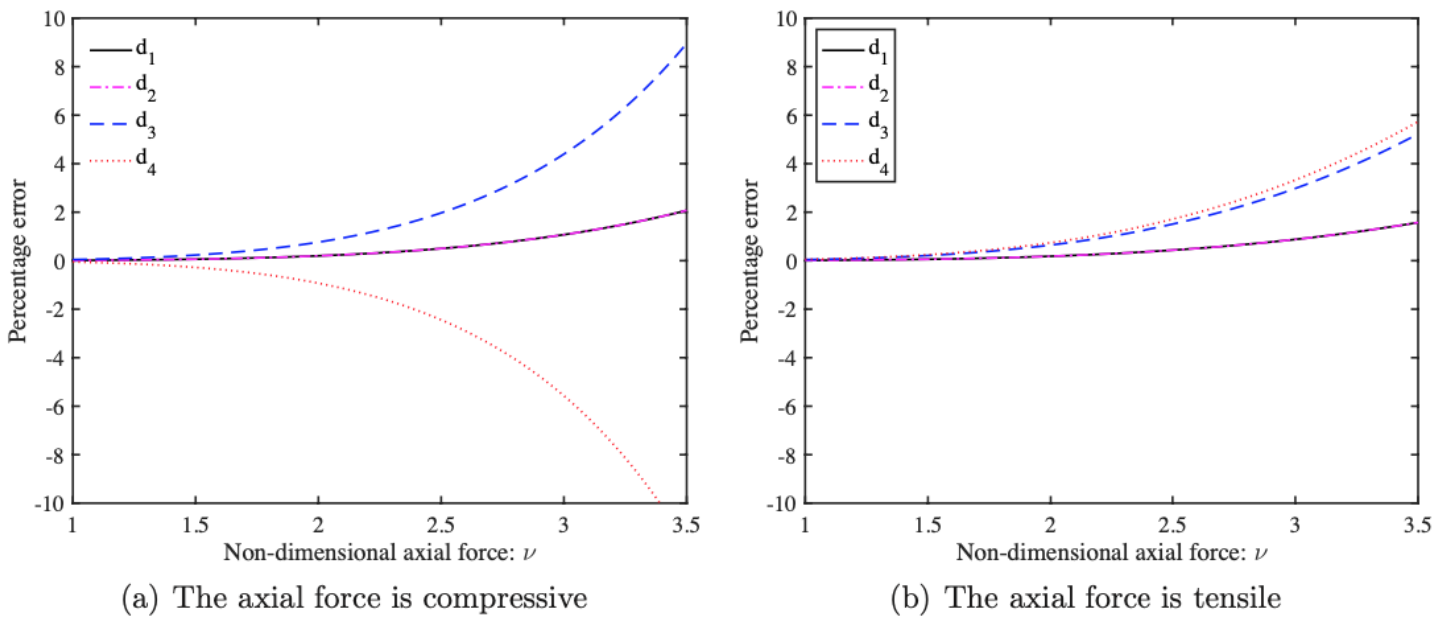 10
8
6
4
2
0
-2
-4
-6
-8
-10
Percentage error
d1
d2
d3
d4
1
1.5
2
2.5
3
3.5
Non-dimensional axial force: ν
(a) The axial force is compressive
10
8
6
4
2
0
-2
-4
-6
-8
-10
Percentage error
d1
d2
d3
d4
1
1.5
2
2.5
3
3.5
Non-dimensional axial force: ν
(b) The axial force is tensile